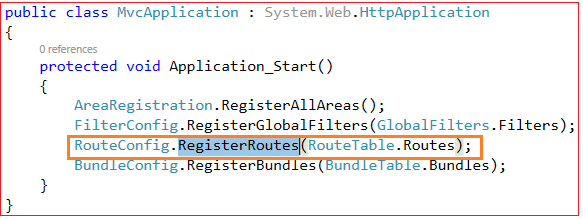 public class MvcApplication : System.Web.HttpApplication
{
0 references
protected void Application_Start()
{
AreaRegistration.RegisterAllAreas();
FilterConfig.RegisterGlobalFilters(GlobalFilters.Filters);
RouteConfig.RegisterRoutes(RouteTable.Routes);
BundleConfig.RegisterBundles(BundleTable.Bundles);
}
}